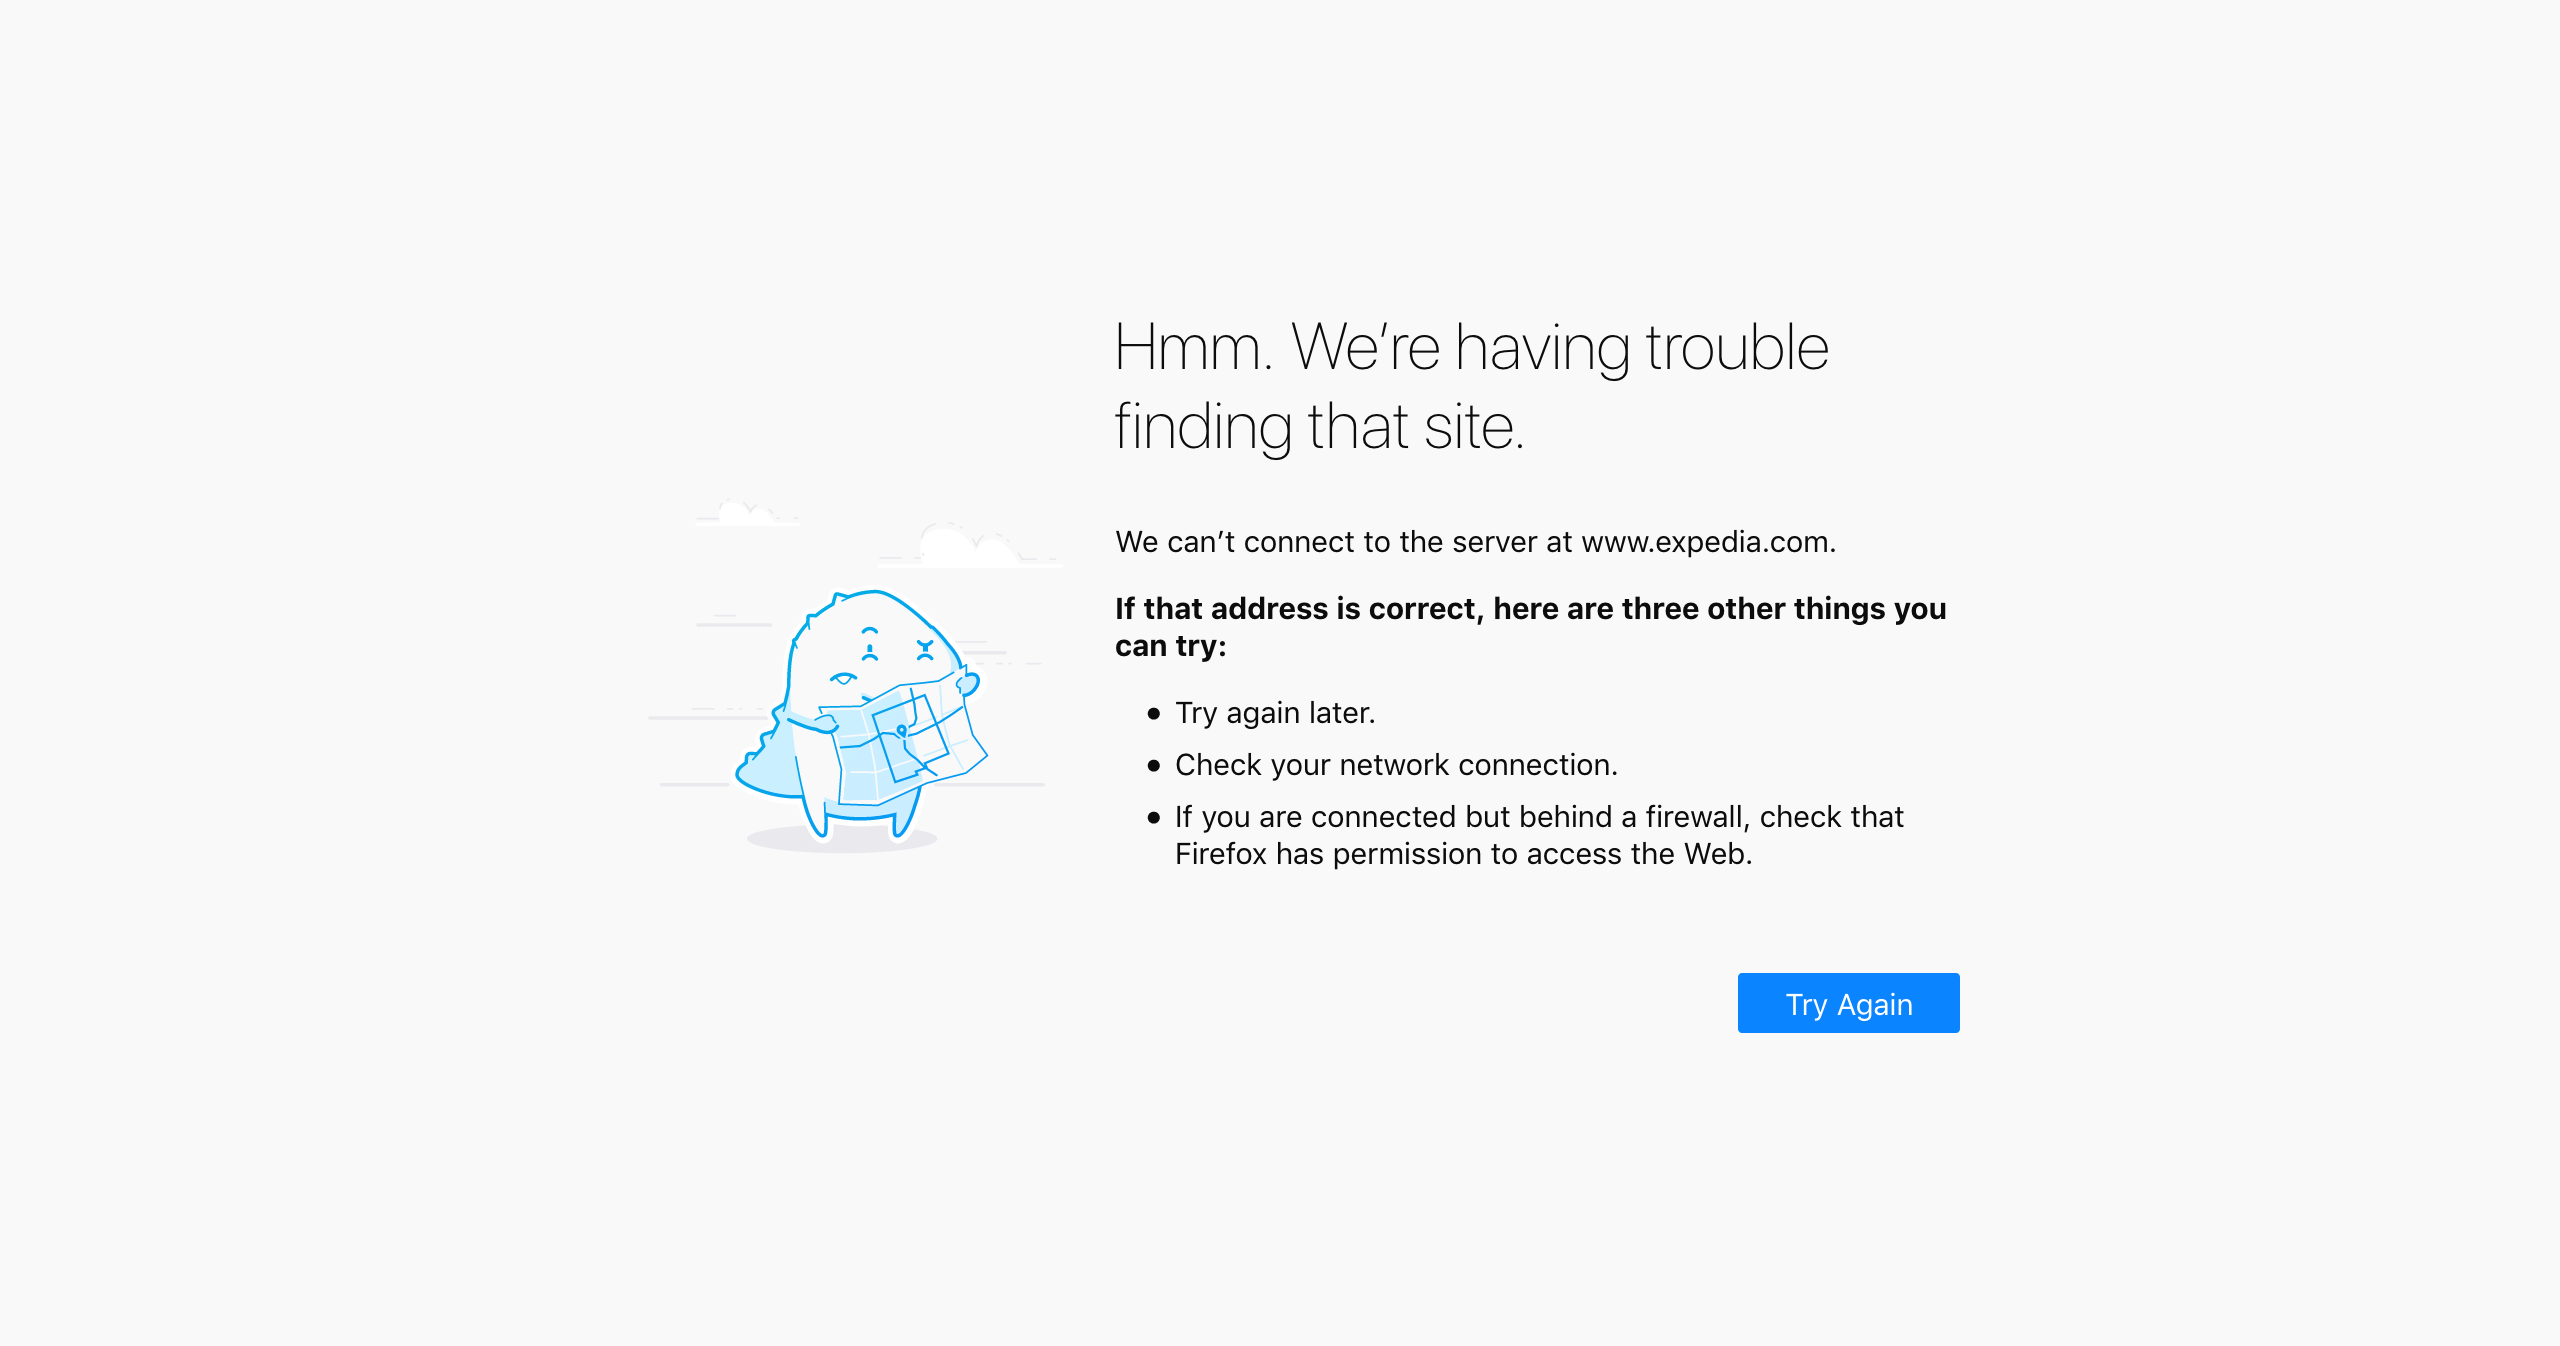 Hmm. We’re having trouble
finding that site.
We can’t connect to the server at www.expedia.com.
If that address is correct, here are three other things you
can try:
• Try again later.
• Check your network connection.
• If you are connected but behind a firewall, check that
Firefox has permission to access the Web.
Try Again